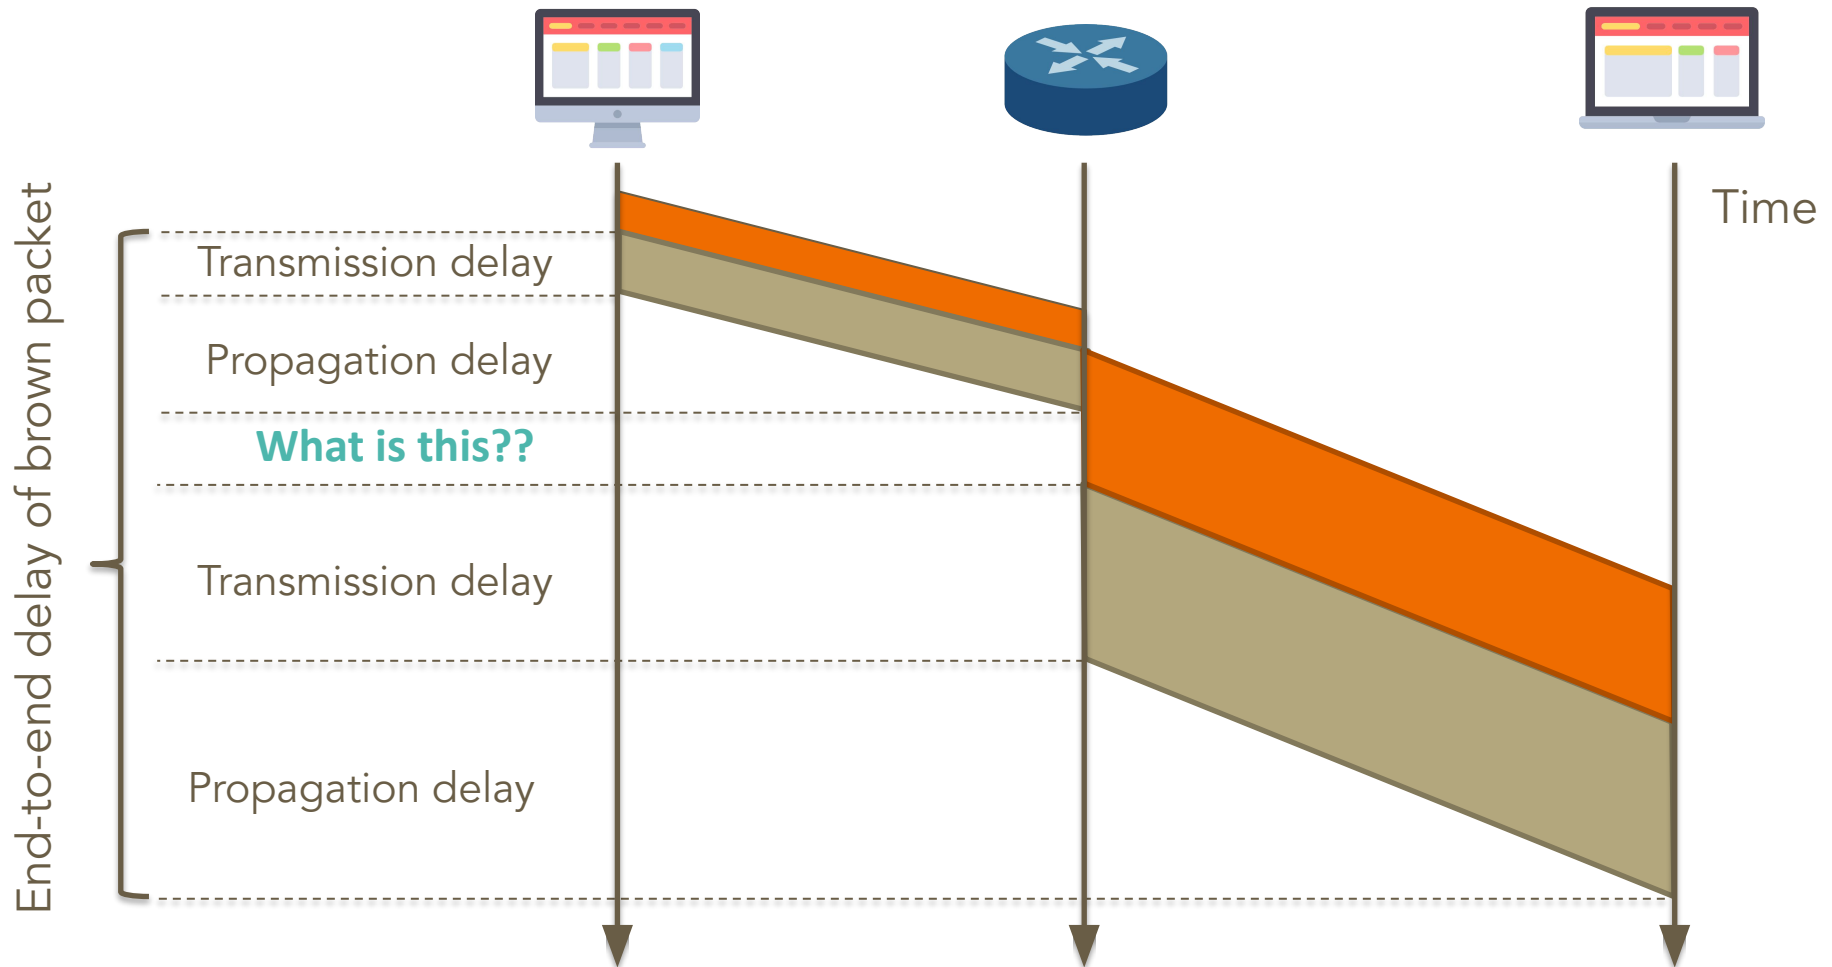 End-to-end delay of brown packet
Time
Transmission delay
Propagation delay
What is this??
Transmission delay
Propagation delay